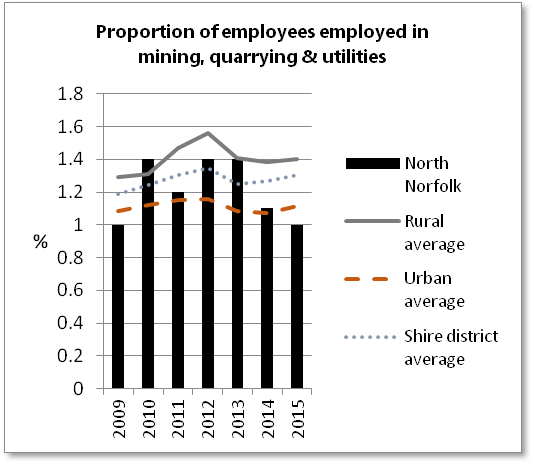 Proportion of employees employed in
mining, quarrying & utilities
1.8
1.6
1.4
1.2
1
0.8
0.6
0.4
0.2
0
%
2009
2010
2011
2012
2013
2014
2015
North
Norfolk
Rural
average
Urban
average
Shire district
average